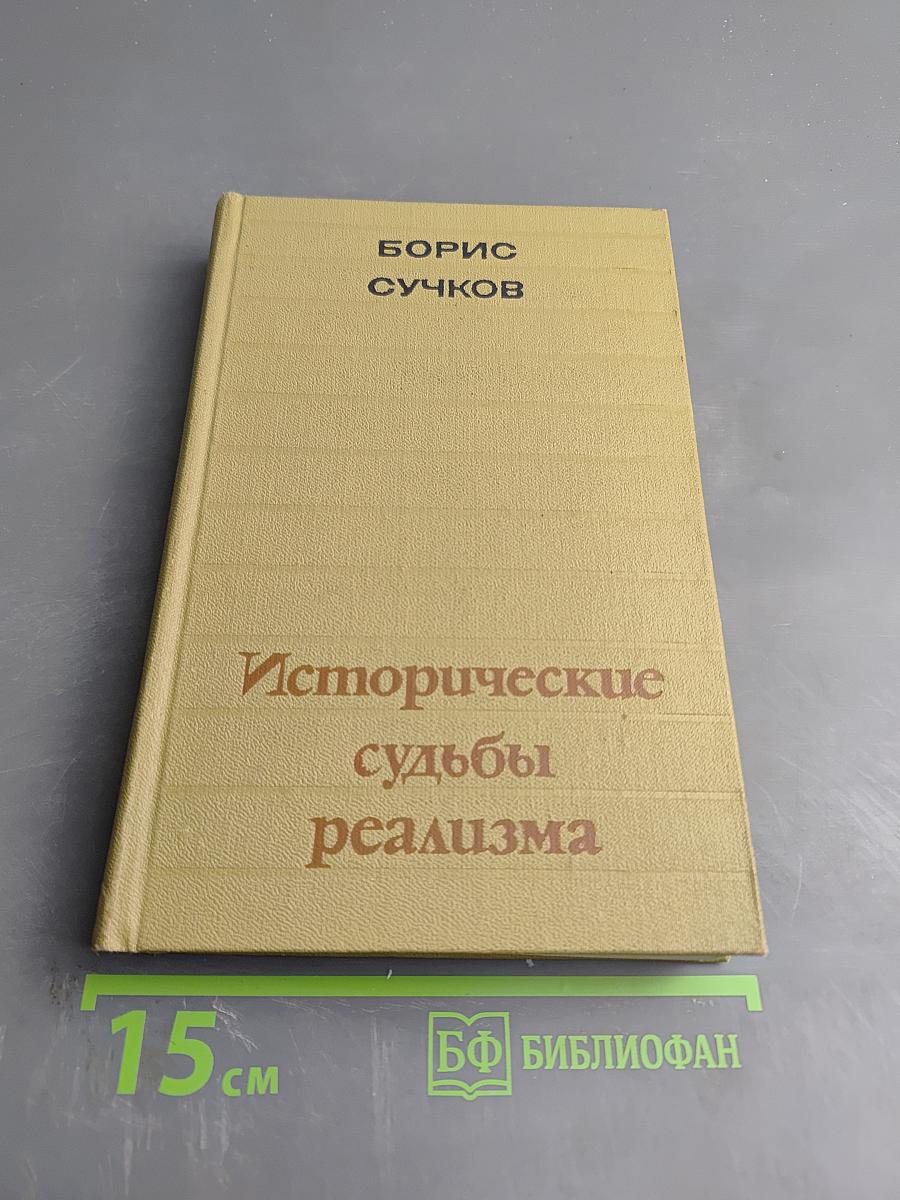 БОРИС
СУЧКОВ
Исторические
судьбы
реализма
15 см
БФ БИБЛИОФАН